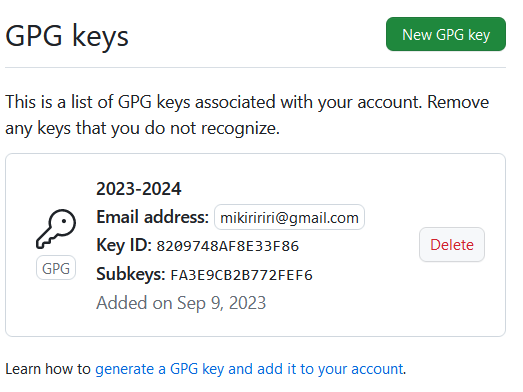 GPG keys
New GPG key
This is a list of GPG keys associated with your account. Remove
any keys that you do not recognize.
2023-2024
Email address: mikiriri​ri@gmail.com
Key ID: 8209748AF8E33F86
GPG
Subkeys: FA3E9CB2B772FEF6
Added on Sep 9, 2023
Delete
Learn how to generate a GPG key and add it to your account.